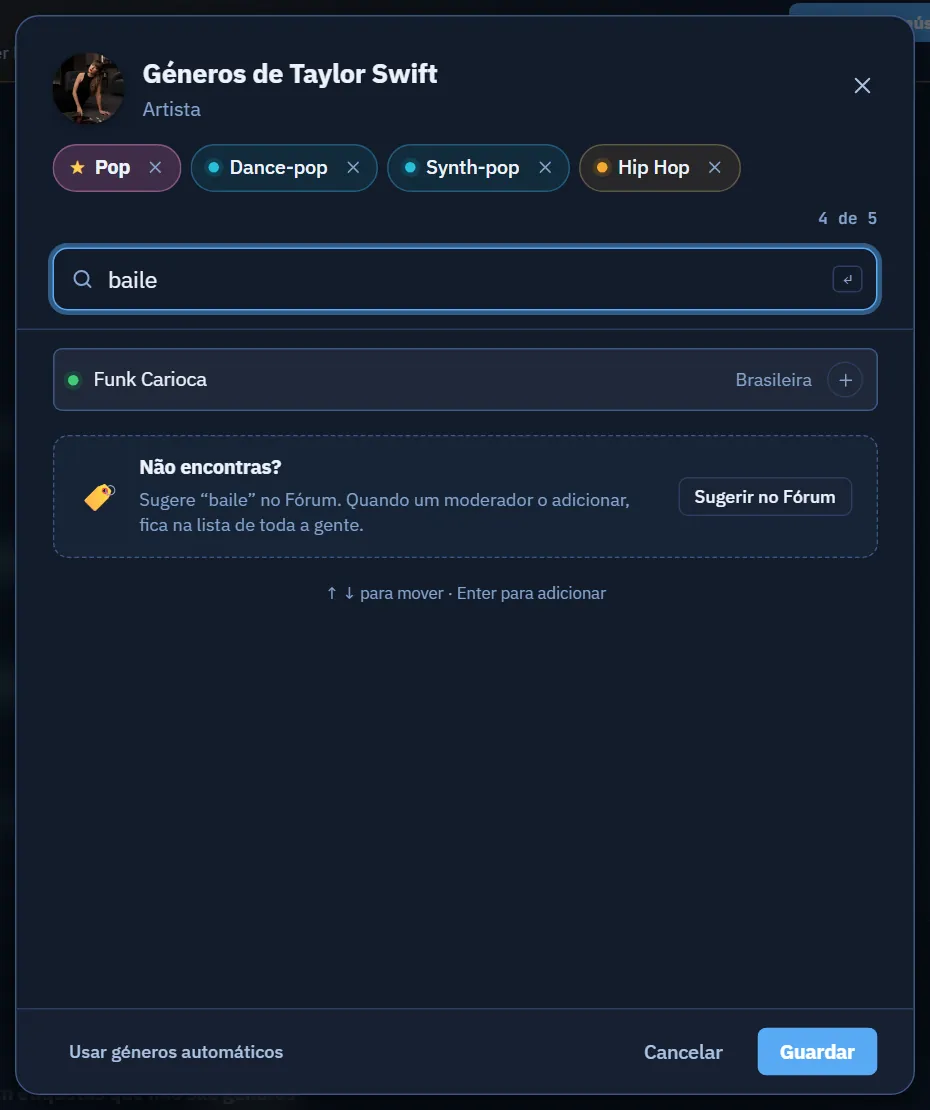 Géneros de Taylor Swift
Artista
Pop
Dance-pop
Synth-pop
Hip Hop
4 de 5
baile
Funk Carioca
Brasileira
Não encontras?
Sugere “baile” no Fórum. Quando um moderador o adicionar,
fica na lista de toda a gente.
Sugerir no Fórum
↑ ↓ para mover · Enter para adicionar
Usar géneros automáticos
Cancelar
Guardar